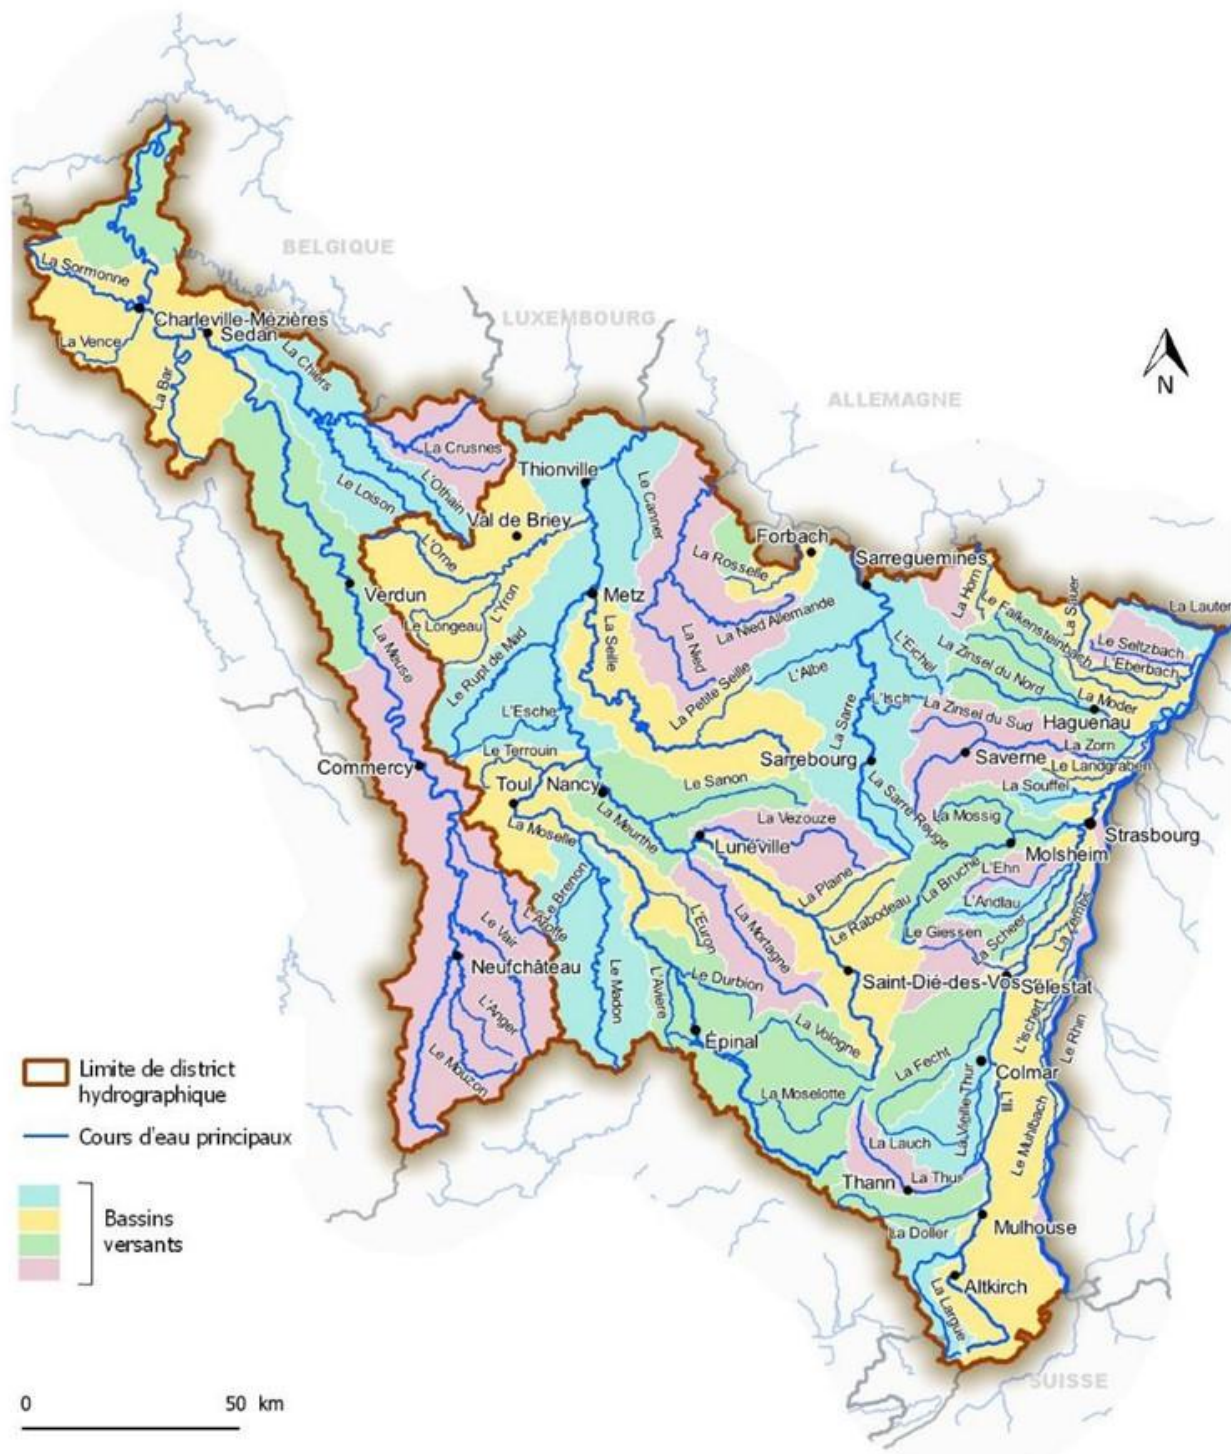 BELGIQUE
La Sormonne
Charleville-Mézières
LUXEMBOURG
Sedan
La Vence
La Chiers
La Bar
N
ALLEMAGNE
La Crusnes
Thionville
L'Othain
Le Loison
Le Canner
Val de Briey
Forbach
L'Orne
La Rosselle
Sarreguemines
Verdun
L'Yron
Metz
Le Longeau
La Horn
La Sauer
La Lauter
Le Falkensteinbach
Le Seltzbach
La Nied Allemande
La Seille
La Nied
La Meuse
Le Rupt de Mad
L'Eichel
La Zinsel du Nord
L'Eberbach
L'Albe
La Petite Seille
L'Isch
La Moder
L'Esche
La Sarre
La Zinsel du Sud
Haguenau
Le Terrouin
La Zorn
Commercy
Sarrebourg
Saverne
Le Landgraben
Toul
Nancy
Le Sanon
La Souffel
La Meurthe
La Vezouze
La Sarre Rouge
La Mossig
Strasbourg
La Moselle
Lunéville
Molsheim
La Plaine
La Bruche
L'Ehn
Le Brenon
L'Andlau
Le Rabodeau
L'Euron
La Mortagne
Le Giessen
La Scheer
La Zembs
L'Aroffe
Le Vair
Neufchâteau
Le Madon
L'Avière
Le Durbion
Saint-Dié-des-Vos
Sélestat
L'Anger
La Vologne
L'Ischert
Le Rhin
Épinal
Le Mouzon
La Fecht
Colmar
Limite de district
hydrographique
La Moselotte
La Vieille Thur
L'Ill
Le Muhlbach
Cours d'eau principaux
La Lauch
Thann
La Thur
Bassins
versants
Mulhouse
La Doller
Altkirch
La Largue
SUISSE
0 50 km